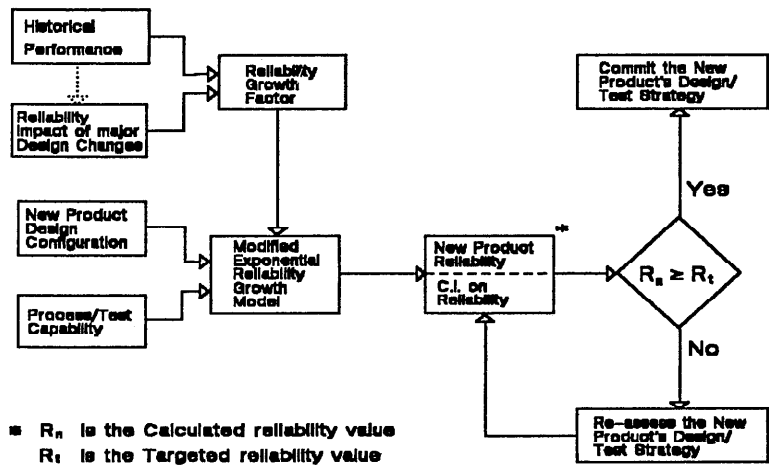 Historical
Performance
Reliability
Impact of major
Design Changes
Reliability
Growth
Factor
New Product
Design
Configuration
Process/Test
Capability
Modified
Exponential
Reliability
Growth
Model
New Product
Reliability
C.I. on
Reliability
*
Rₙ ≥ Rₜ
Yes
No
Commit the New
Product's Design/
Test Strategy
Re-assess the New
Product's Design/
Test Strategy
* Rₙ is the Calculated reliability value
Rₜ is the Targeted reliability value